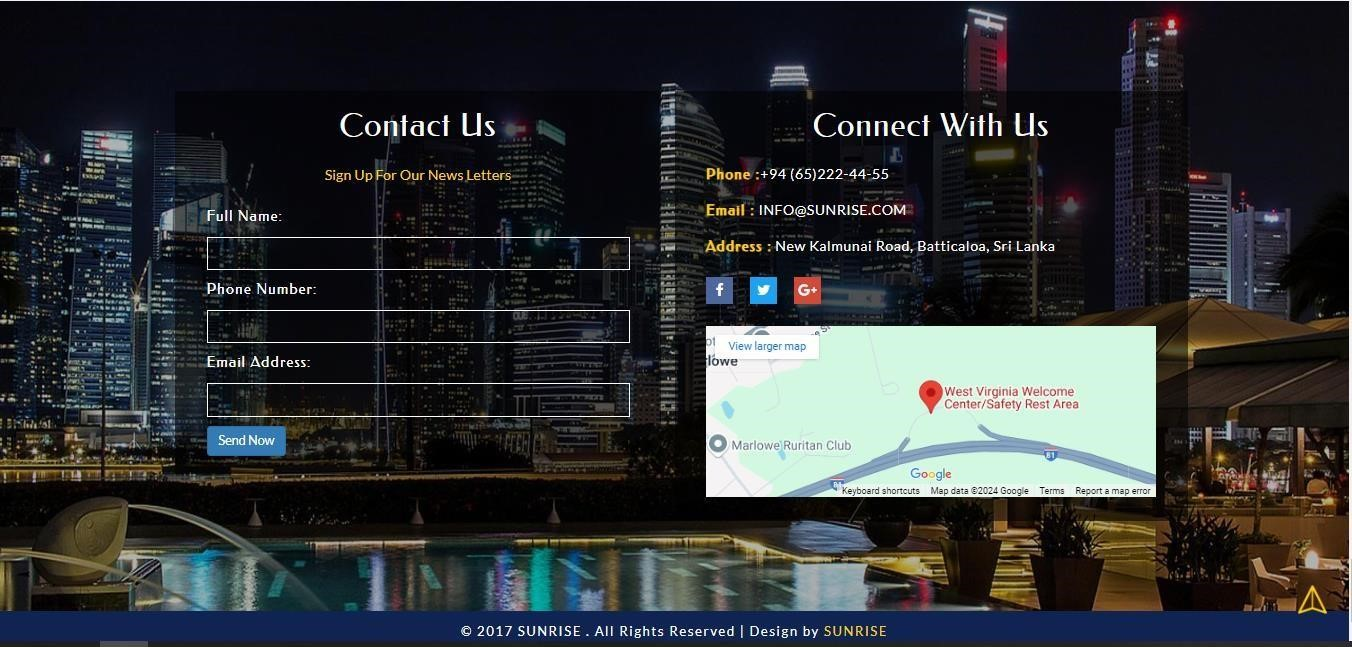 Contact Us
Sign Up For Our News Letters
Full Name:
Phone Number:
Email Address:
Send Now
Connect With Us
Phone :+94 (65)222-44-55
Email : INFO@SUNRISE.COM
Address : New Kalmunai Road, Batticaloa, Sri Lanka
f
G+
View larger map
lowe
West Virginia Welcome
Center/Safety Rest Area
Marlowe Ruritan Club
81
81
Google
Keyboard shortcuts Map data ©2024 Google Terms Report a map error
© 2017 SUNRISE . All Rights Reserved | Design by SUNRISE